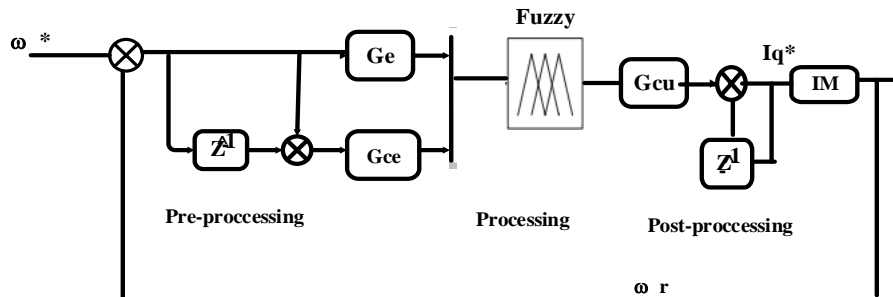 Fuzzy
ω *
Iq*
Ge
Gcu
IM
Z^1
Gce
Z-1
Pre-proccessing
Processing
Post-proccessing
ω r